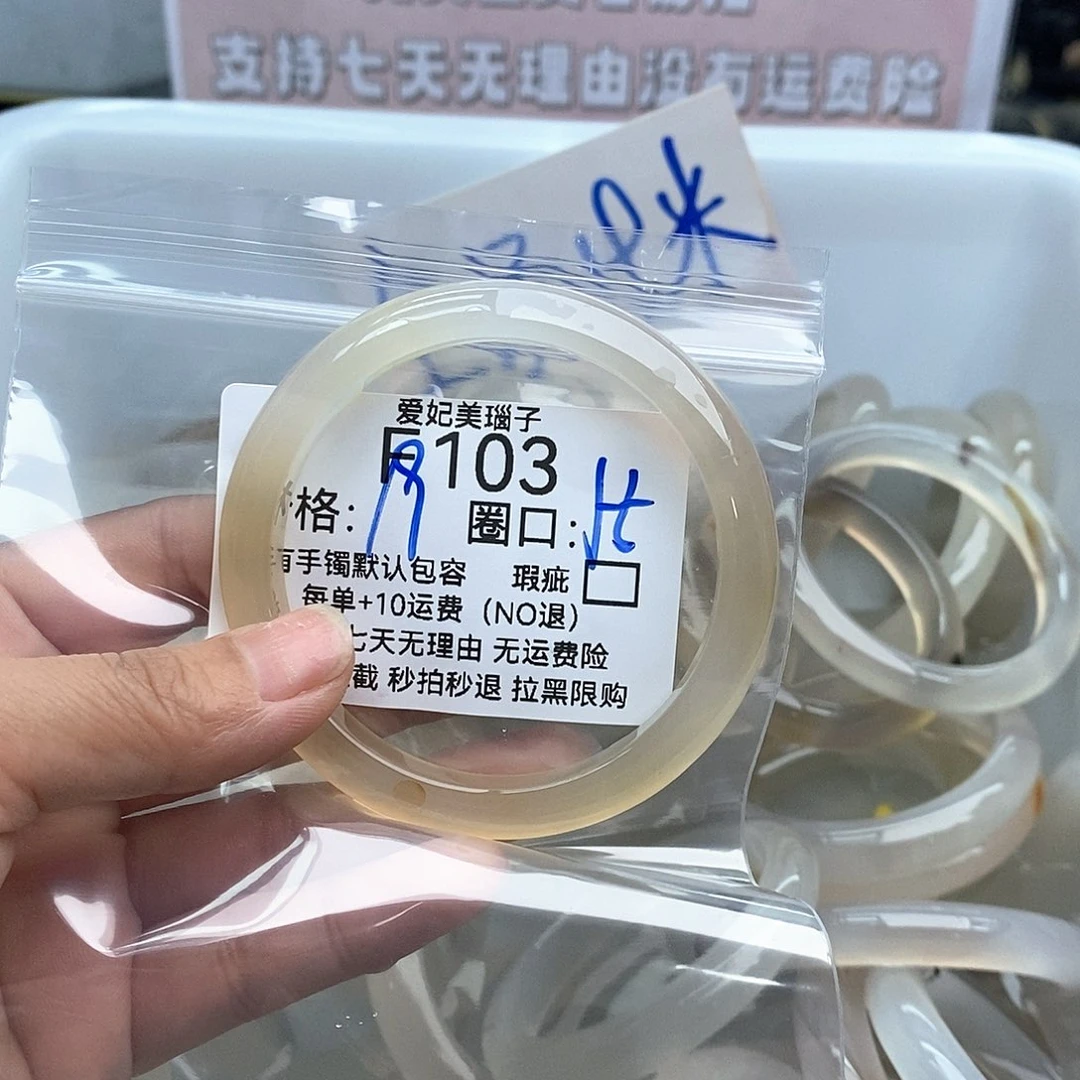 支持七天无理由没有运费险
爱妃美瑙子
F103
格: 圈口:
有手镯默认包容 瑕疵
每单+10运费（NO退）
七天无理由 无运费险
截 秒拍秒退 拉黑限购